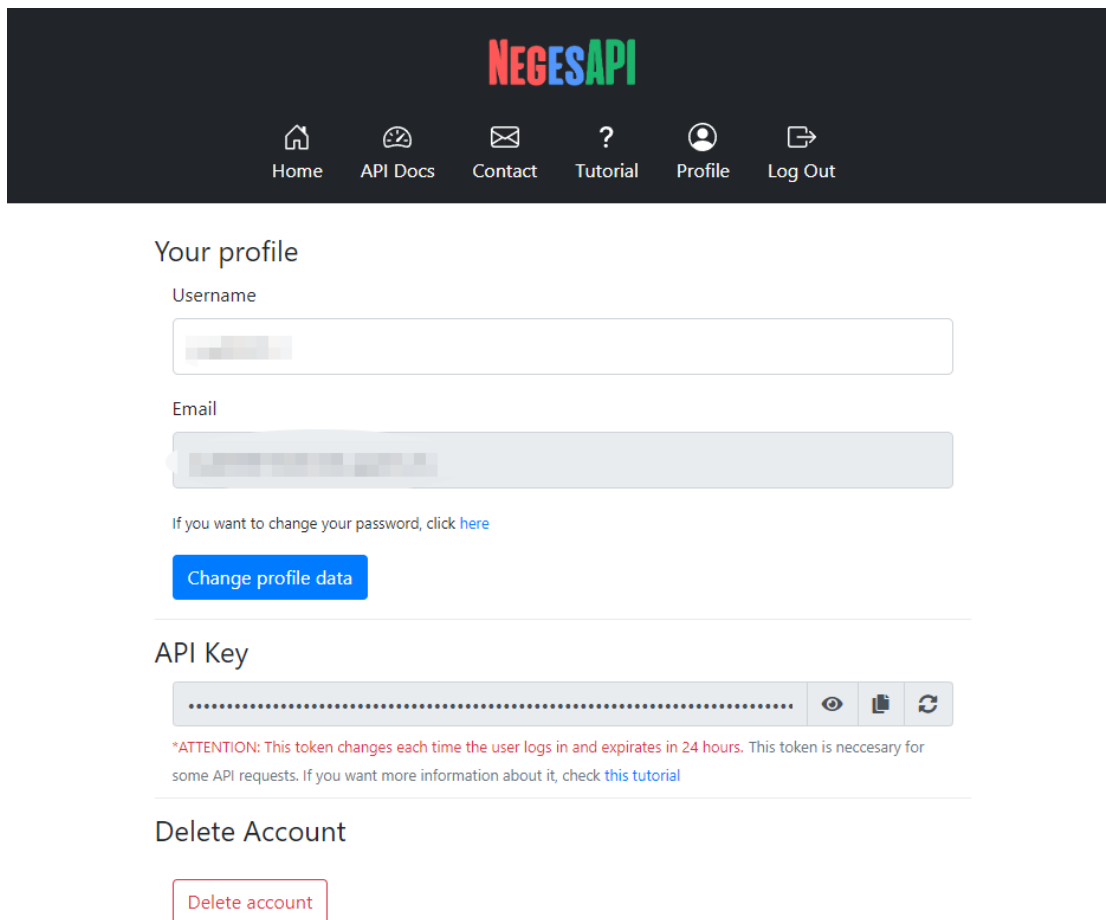 NEGESAPI
Home API Docs Contact Tutorial Profile Log Out
Your profile
Username
Email
If you want to change your password, click here
Change profile data
API Key
*ATTENTION: This token changes each time the user logs in and expirates in 24 hours. This token is neccesary for
some API requests. If you want more information about it, check this tutorial
Delete Account
Delete account